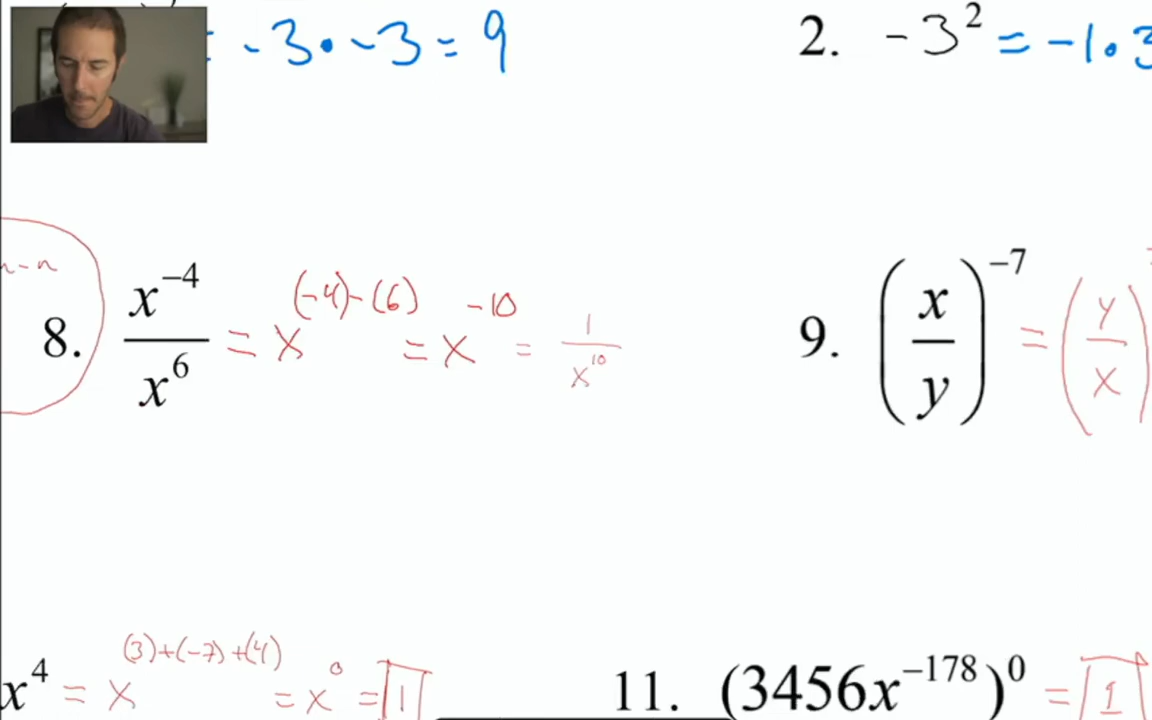 = -3 · -3 = 9
2. -3² = -1 · 3
m-n
8. x⁻⁴/x⁶ = x⁽⁻⁴⁾⁻⁽⁶⁾ = x⁻¹⁰ = 1/x¹⁰
9. (x/y)⁻⁷ = (y/x)
x⁴ = x⁽³⁾⁺⁽⁻⁷⁾⁺⁽⁴⁾ = x⁰ = 1
11. (3456x⁻¹⁷⁸)⁰ = 1